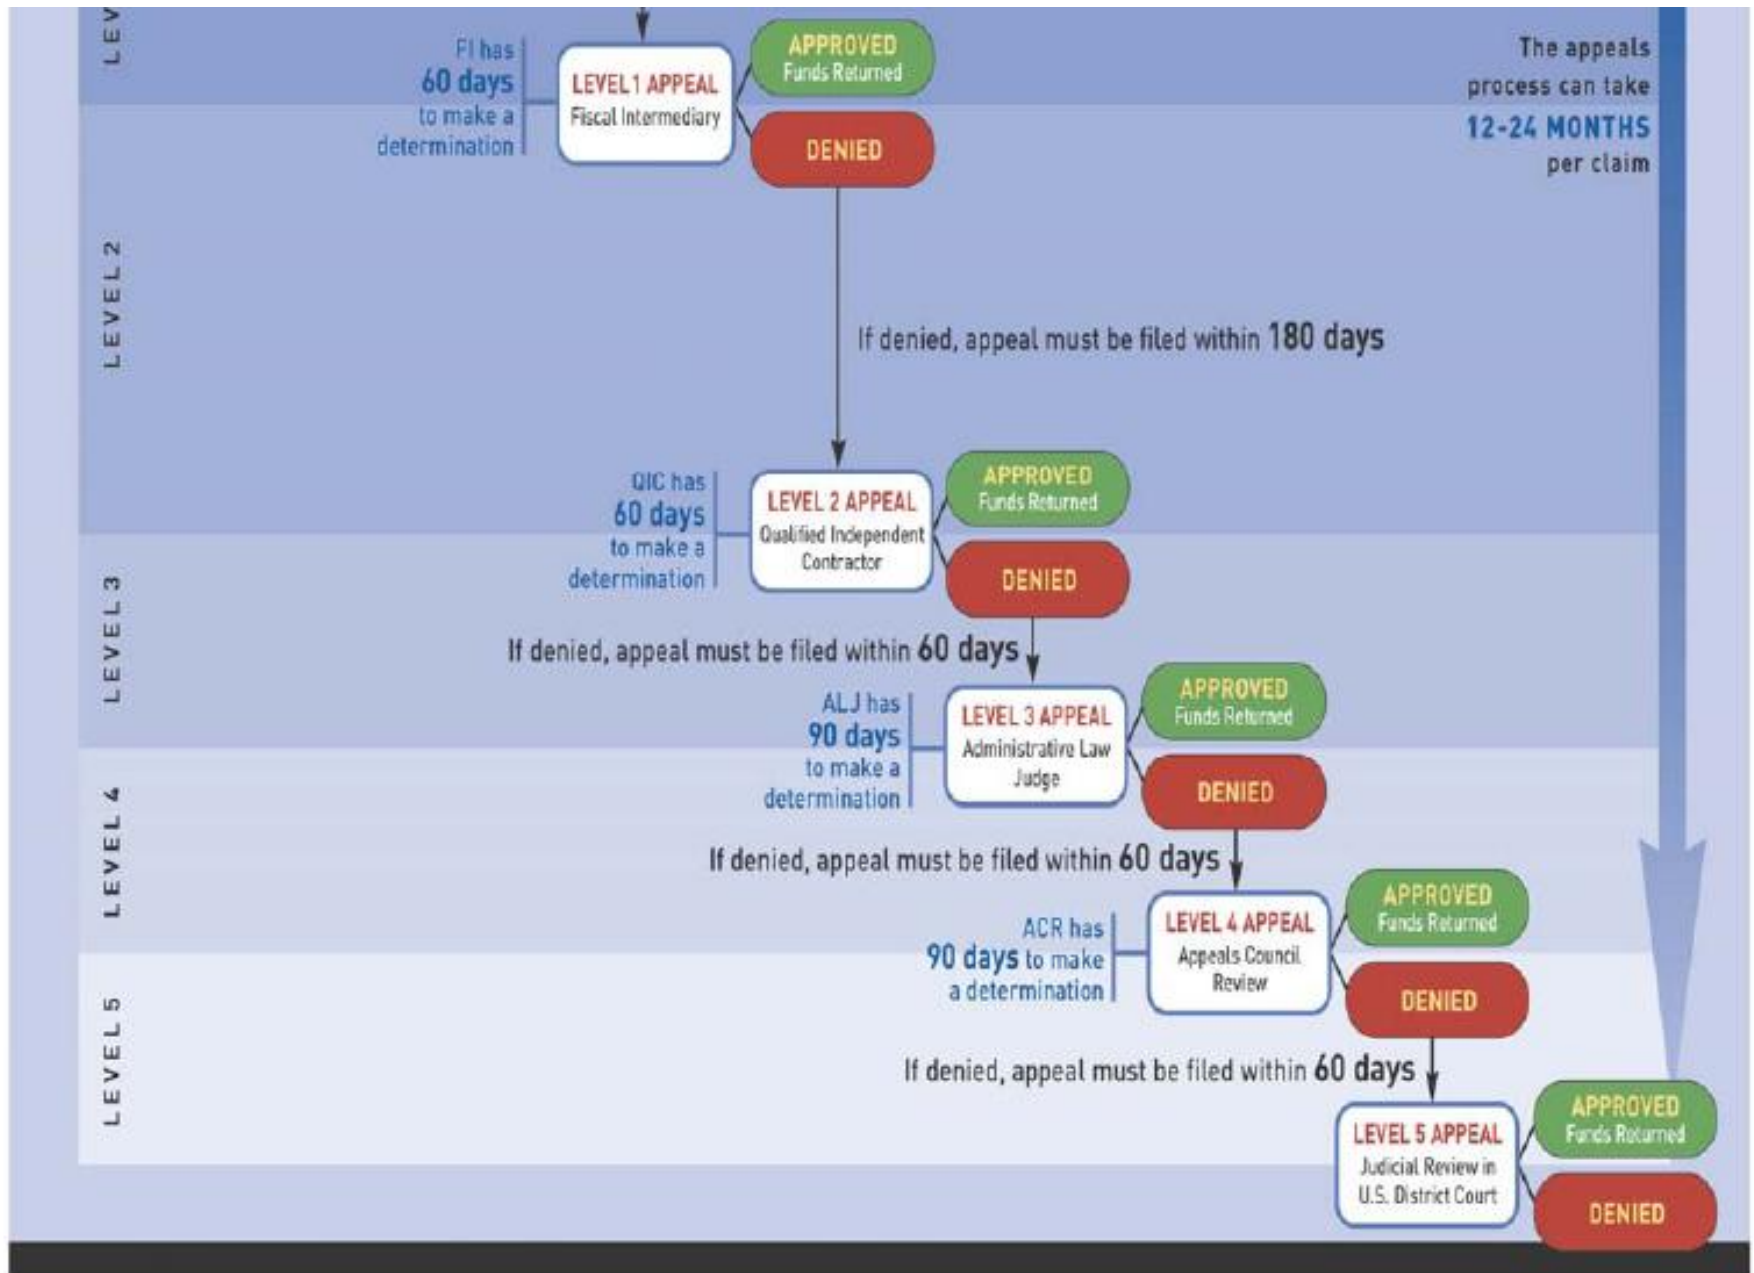 LEV
FI has
60 days
to make a
determination
LEVEL 1 APPEAL
Fiscal Intermediary
APPROVED
Funds Returned
DENIED
The appeals
process can take
12-24 MONTHS
per claim
LEVEL 2
If denied, appeal must be filed within 180 days
QIC has
60 days
to make a
determination
LEVEL 2 APPEAL
Qualified Independent
Contractor
APPROVED
Funds Returned
DENIED
LEVEL 3
If denied, appeal must be filed within 60 days
ALJ has
90 days
to make a
determination
LEVEL 3 APPEAL
Administrative Law
Judge
APPROVED
Funds Returned
DENIED
LEVEL 4
If denied, appeal must be filed within 60 days
ACR has
90 days to make
a determination
LEVEL 4 APPEAL
Appeals Council
Review
APPROVED
Funds Returned
DENIED
LEVEL 5
If denied, appeal must be filed within 60 days
LEVEL 5 APPEAL
Judicial Review in
U.S. District Court
APPROVED
Funds Returned
DENIED